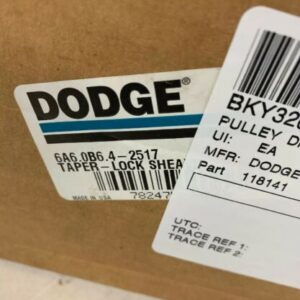 DODGE®
6A6.0B6.4-2517
TAPER-LOCK SHEA
MADE IN USA 78247
BKY320
PULLEY D
UI: EA
MFR: DODGE
Part 118141
UTC:
TRACE REF 1:
TRACE REF 2: